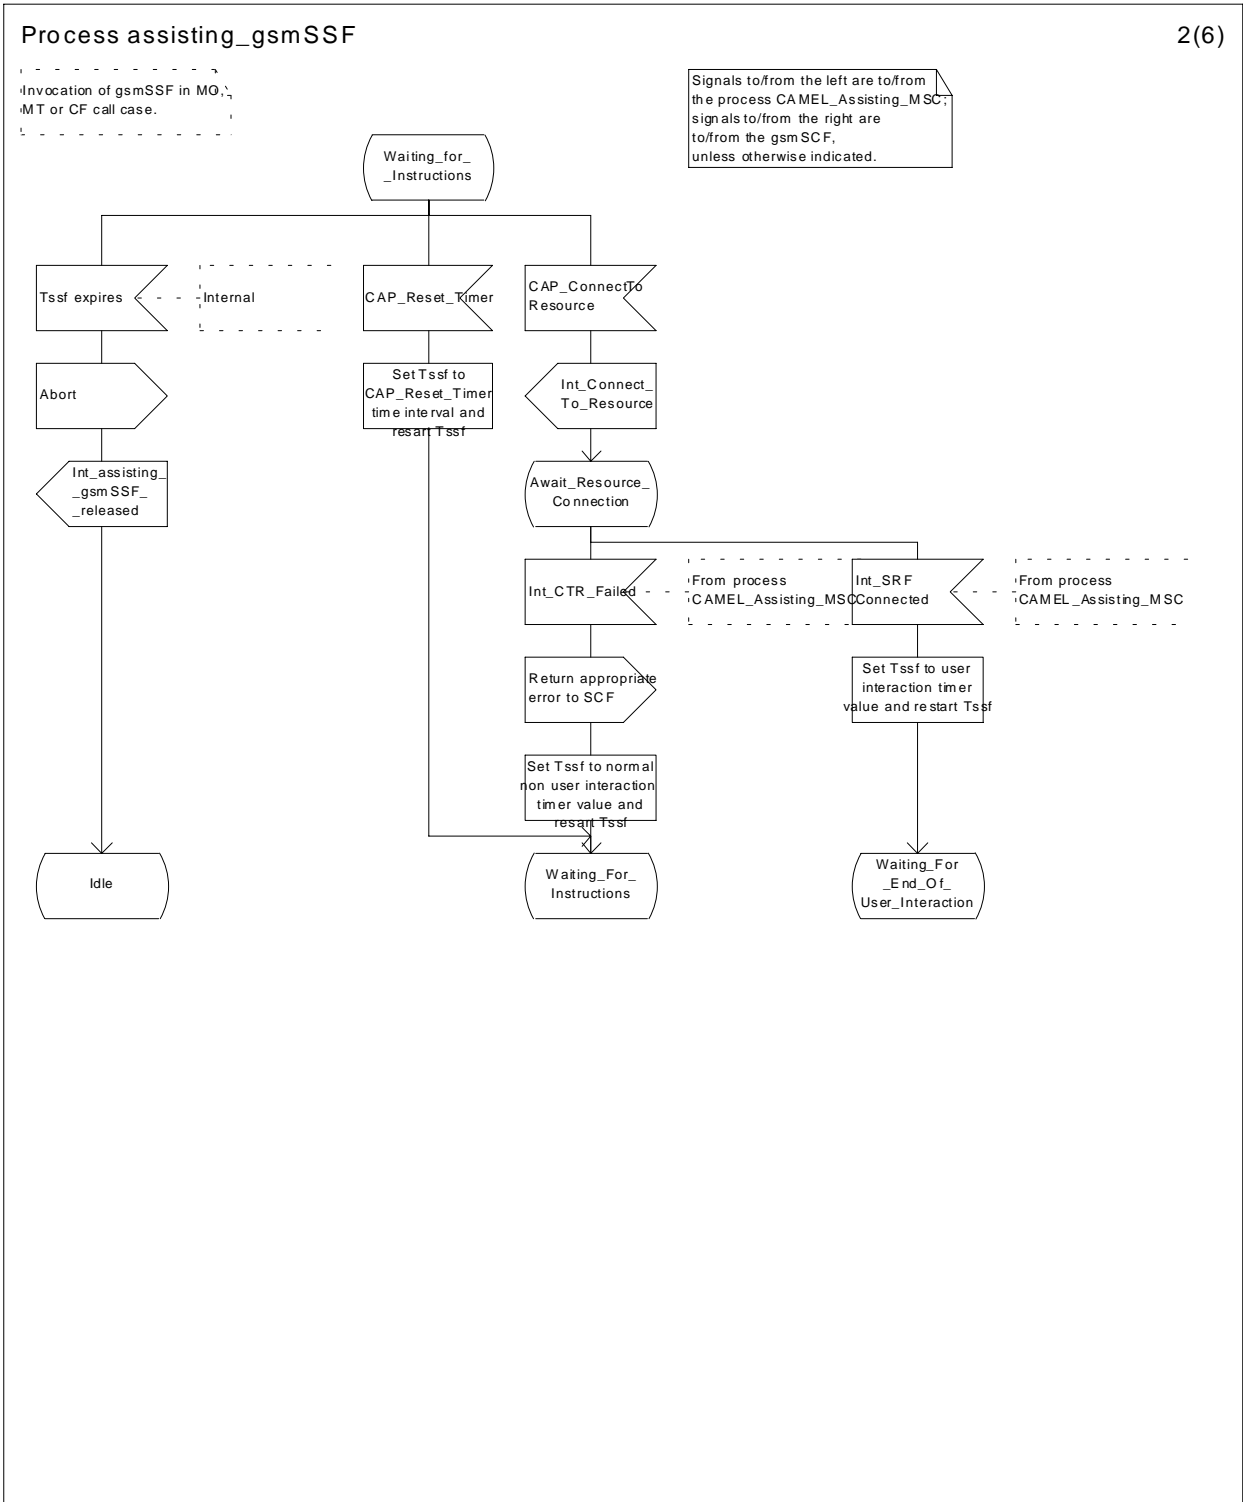 Process assisting_gsmSSF
2(6)
Invocation of gsmSSF in MO,
MT or CF call case.
Signals to/from the left are to/from
the process CAMEL_Assisting_MSC;
signals to/from the right are
to/from the gsmSCF,
unless otherwise indicated.
Waiting_for_
_Instructions
Tssf expires
Internal
CAP_Reset_Timer
CAP_ConnectTo
Resource
Abort
Set Tssf to
CAP_Reset_Timer
time interval and
resart Tssf
Int_Connect_
To_Resource
Int_assisting_
_gsmSSF_
_released
Await_Resource_
Connection
Int_CTR_Failed
From process
CAMEL_Assisting_MSC
Int_SRF
Connected
From process
CAMEL_Assisting_MSC
Return appropriate
error to SCF
Set Tssf to user
interaction timer
value and restart Tssf
Set Tssf to normal
non user interaction
timer value and
resart Tssf
Idle
Waiting_For_
Instructions
Waiting_For
_End_Of_
User_Interaction